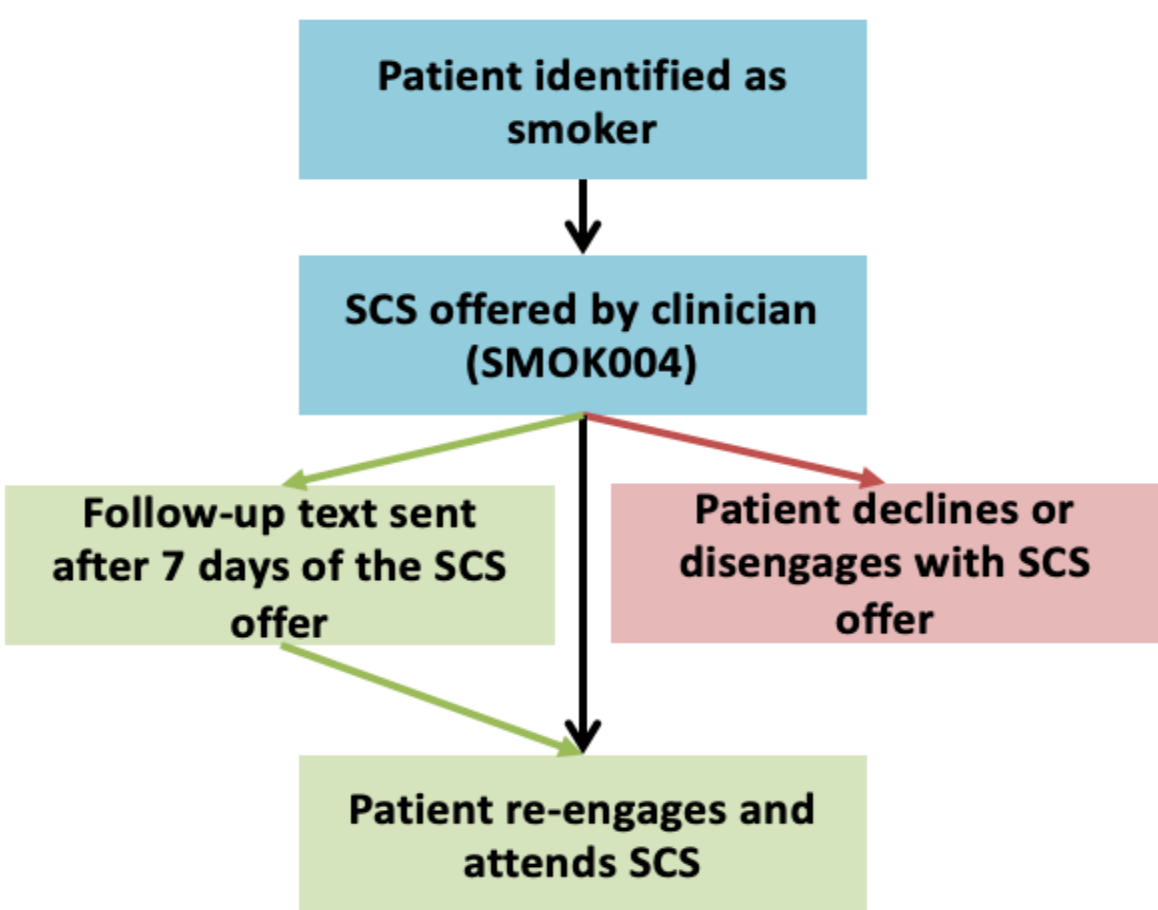 Patient identified as
smoker
SCS offered by clinician
(SMOK004)
Follow-up text sent
after 7 days of the SCS
offer
Patient declines or
disengages with SCS
offer
Patient re-engages and
attends SCS